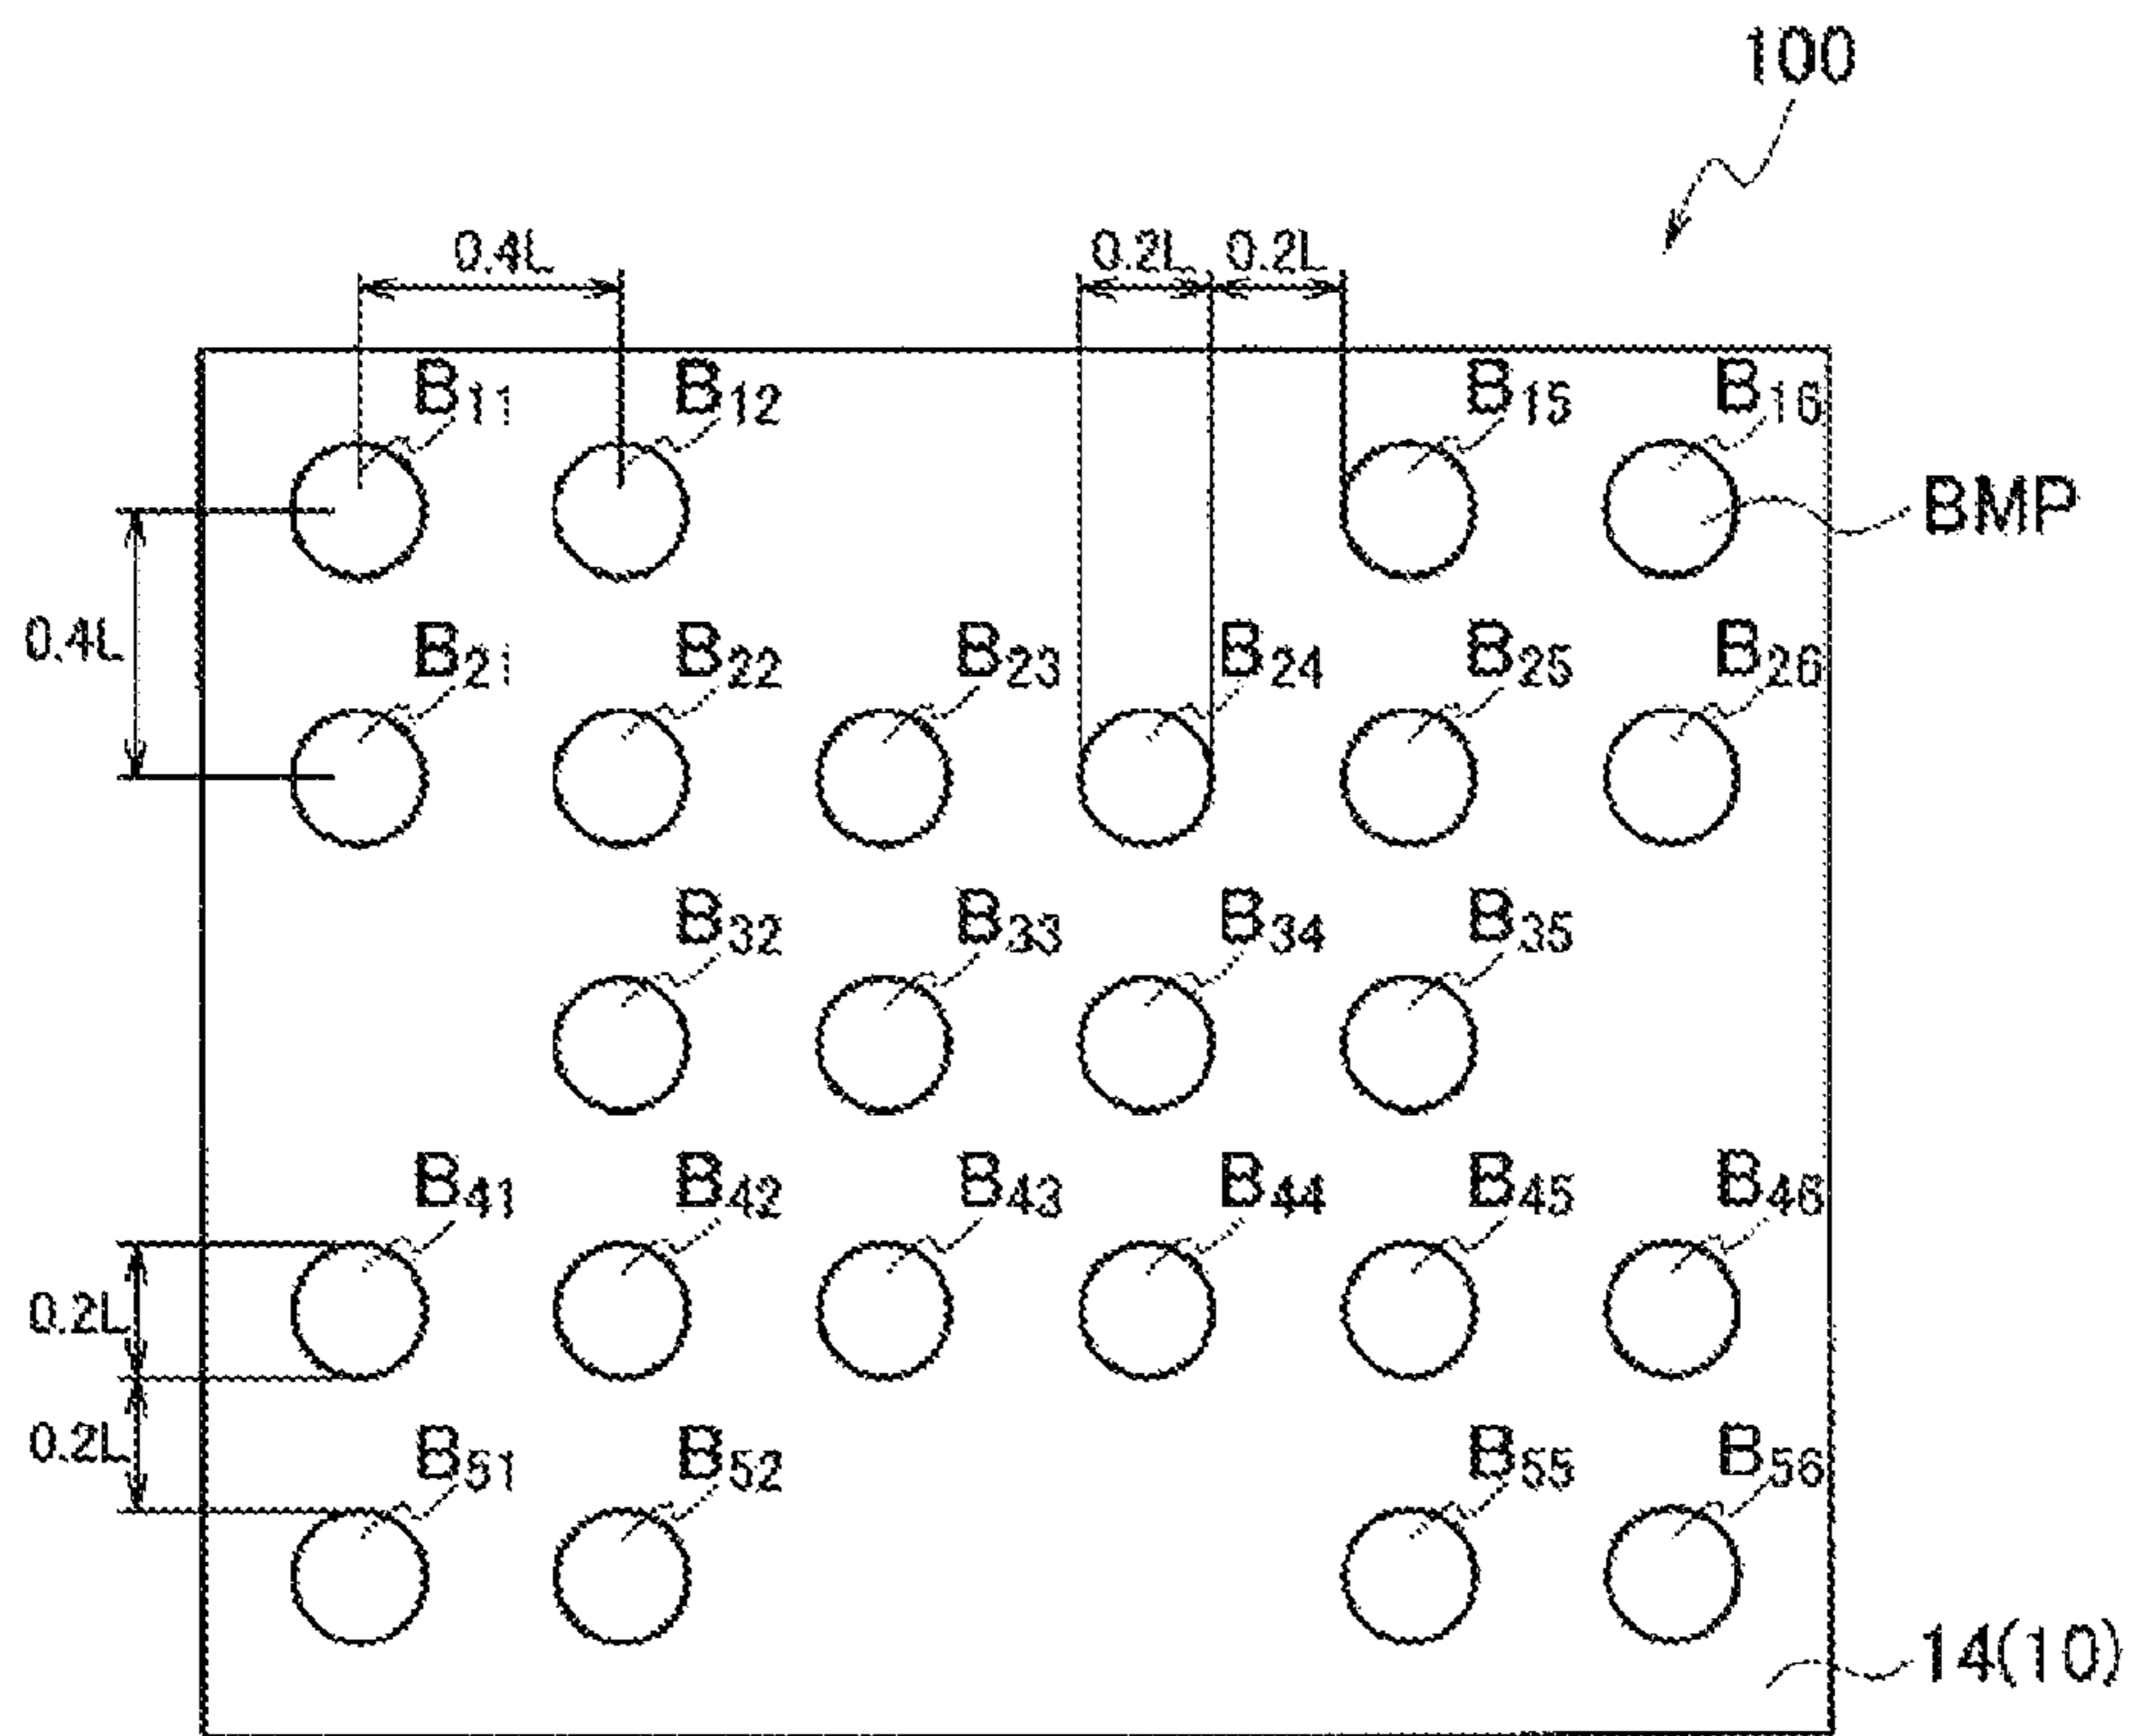 100
0.4L 0.2L 0.2L
B11 B12 B15 B16
BMP
0.4L
B21 B22 B23 B24 B25 B26
B32 B33 B34 B35
B41 B42 B43 B44 B45 B46
0.2L
0.2L
B51 B52 B55 B56
14(10)